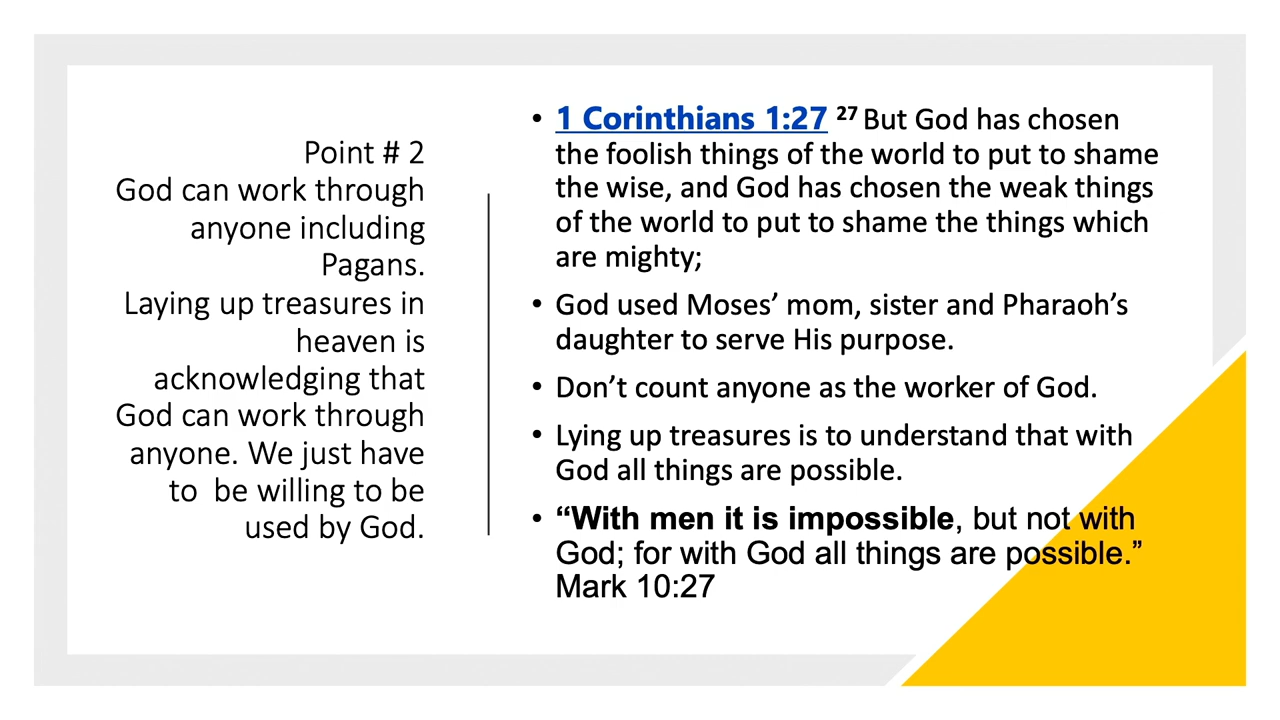 Point # 2
God can work through
anyone including
Pagans.
Laying up treasures in
heaven is
acknowledging that
God can work through
anyone. We just have
to  be willing to be
used by God.
• 1 Corinthians 1:27 ²⁷ But God has chosen
the foolish things of the world to put to shame
the wise, and God has chosen the weak things
of the world to put to shame the things which
are mighty;
• God used Moses’ mom, sister and Pharaoh’s
daughter to serve His purpose.
• Don’t count anyone as the worker of God.
• Lying up treasures is to understand that with
God all things are possible.
• “With men it is impossible, but not with
God; for with God all things are possible.”
Mark 10:27